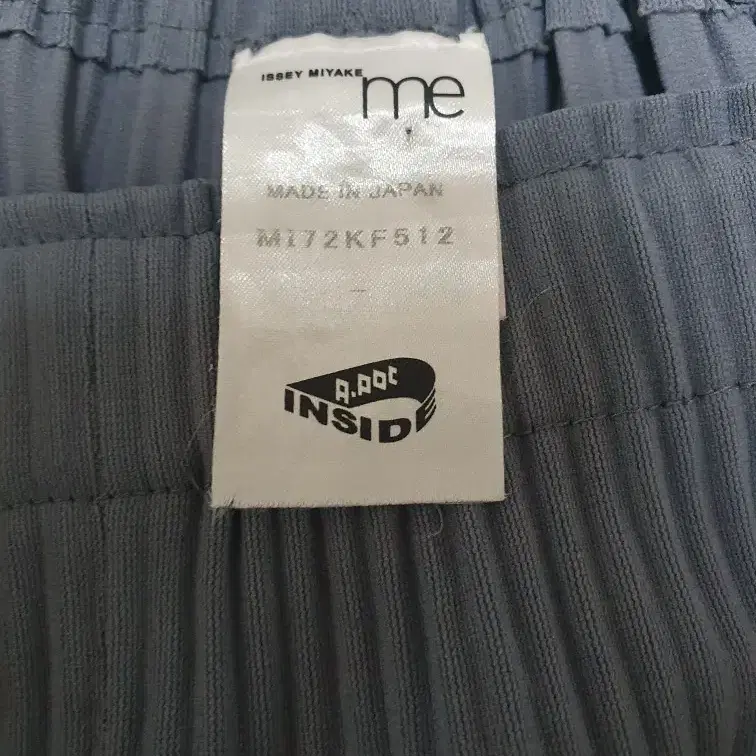 ISSEY MIYAKE me
MADE IN JAPAN
MI72KF512
A.POC
INSIDE